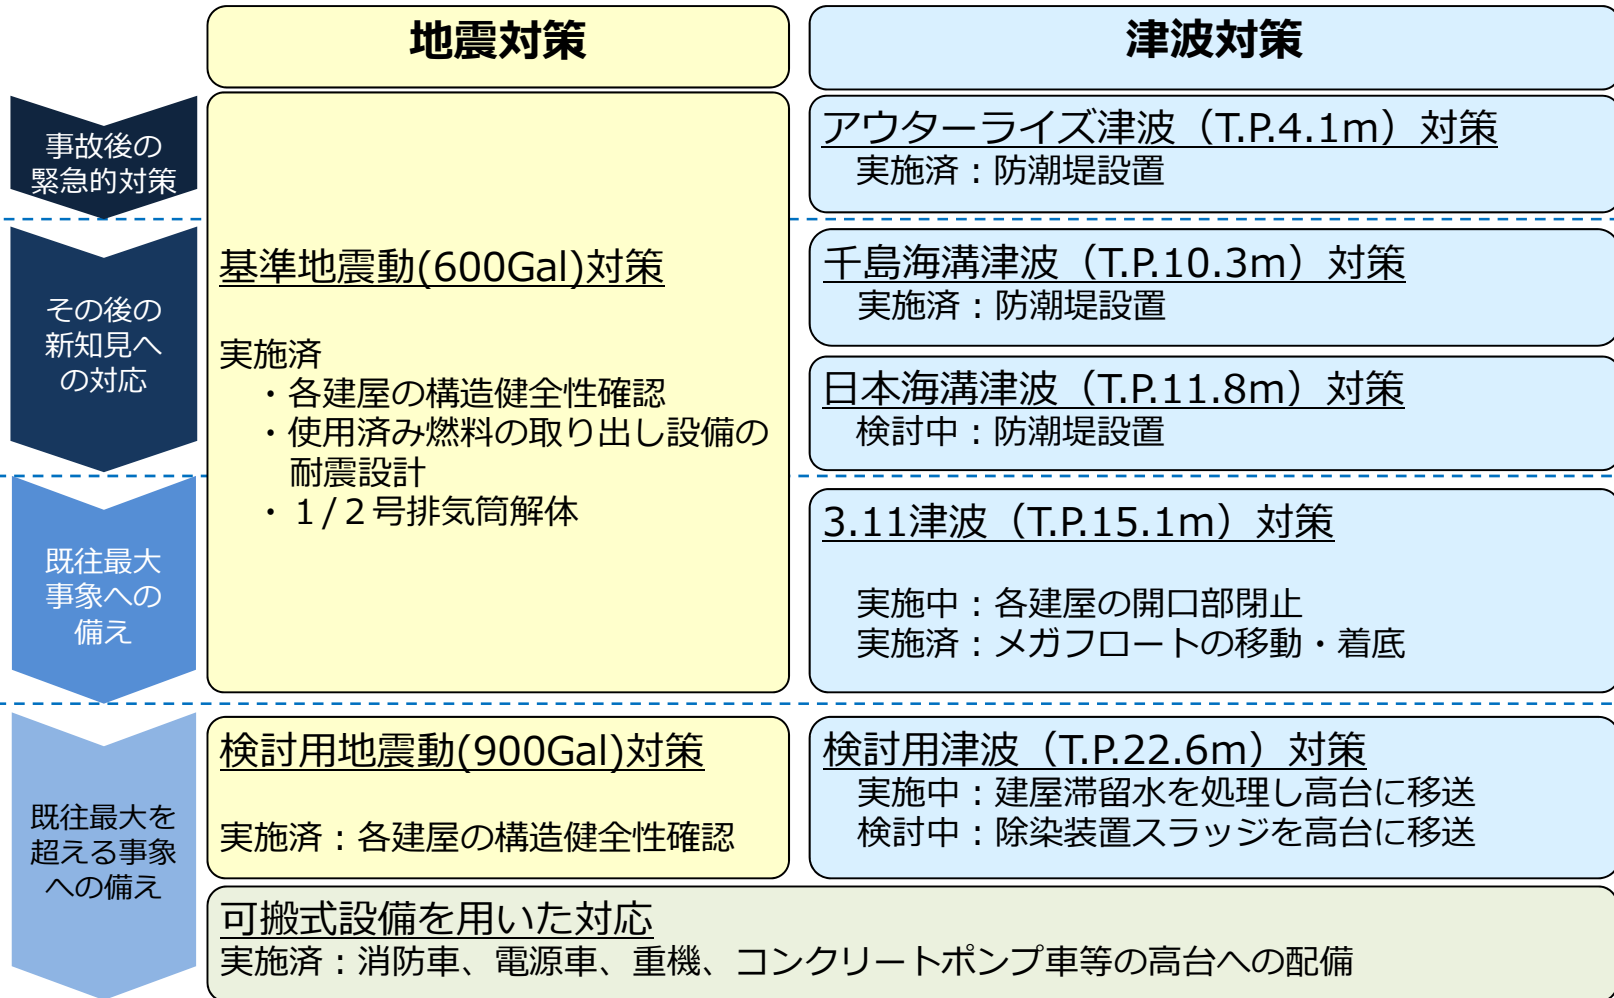 地震対策
津波対策
事故後の
緊急的対策
アウターライズ津波（T.P.4.1m）対策
実施済：防潮堤設置
その後の
新知見へ
の対応
基準地震動(600Gal)対策
実施済
・各建屋の構造健全性確認
・使用済み燃料の取り出し設備の
耐震設計
・１/２号排気筒解体
千島海溝津波（T.P.10.3m）対策
実施済：防潮堤設置
日本海溝津波（T.P.11.8m）対策
検討中：防潮堤設置
既往最大
事象への
備え
3.11津波（T.P.15.1m）対策
実施中：各建屋の開口部閉止
実施済：メガフロートの移動・着底
既往最大を
超える事象
への備え
検討用地震動(900Gal)対策
実施済：各建屋の構造健全性確認
検討用津波（T.P.22.6m）対策
実施中：建屋滞留水を処理し高台に移送
検討中：除染装置スラッジを高台に移送
可搬式設備を用いた対応
実施済：消防車、電源車、重機、コンクリートポンプ車等の高台への配備